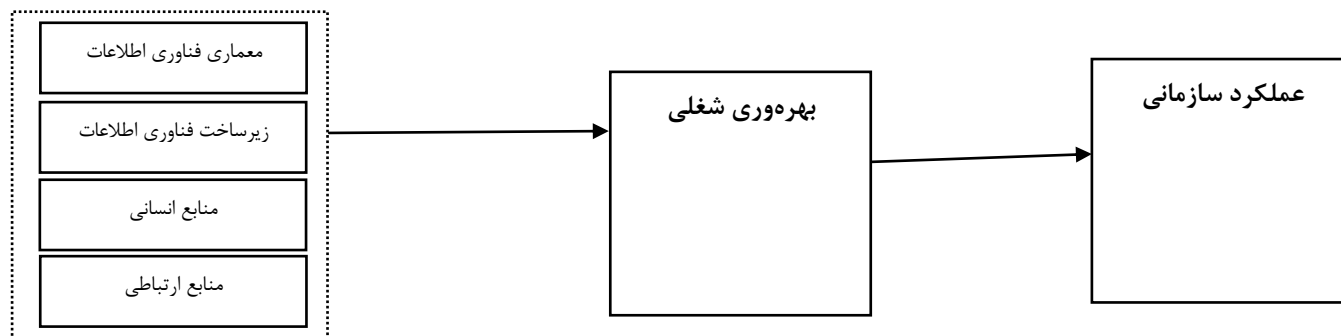 معماری فناوری اطلاعات
زیرساخت فناوری اطلاعات
منابع انسانی
منابع ارتباطی
بهره‌وری شغلی
عملکرد سازمانی